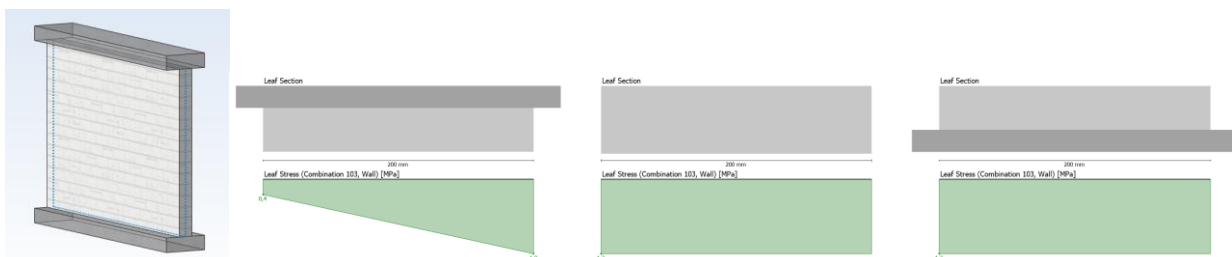 Leaf Section
200 mm
Leaf Stress (Combination 103, Wall) [MPa]
0,4
Leaf Section
200 mm
Leaf Stress (Combination 103, Wall) [MPa]
Leaf Section
200 mm
Leaf Stress (Combination 103, Wall) [MPa]